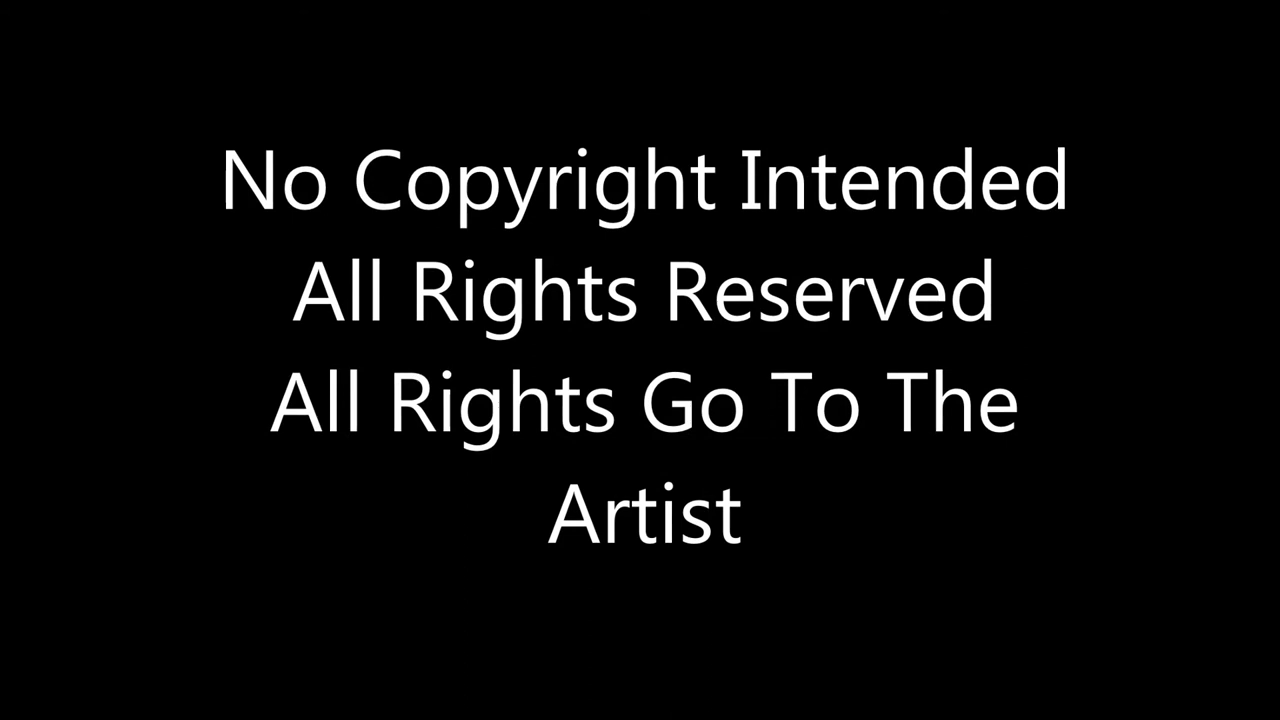 No Copyright Intended
All Rights Reserved
All Rights Go To The
Artist